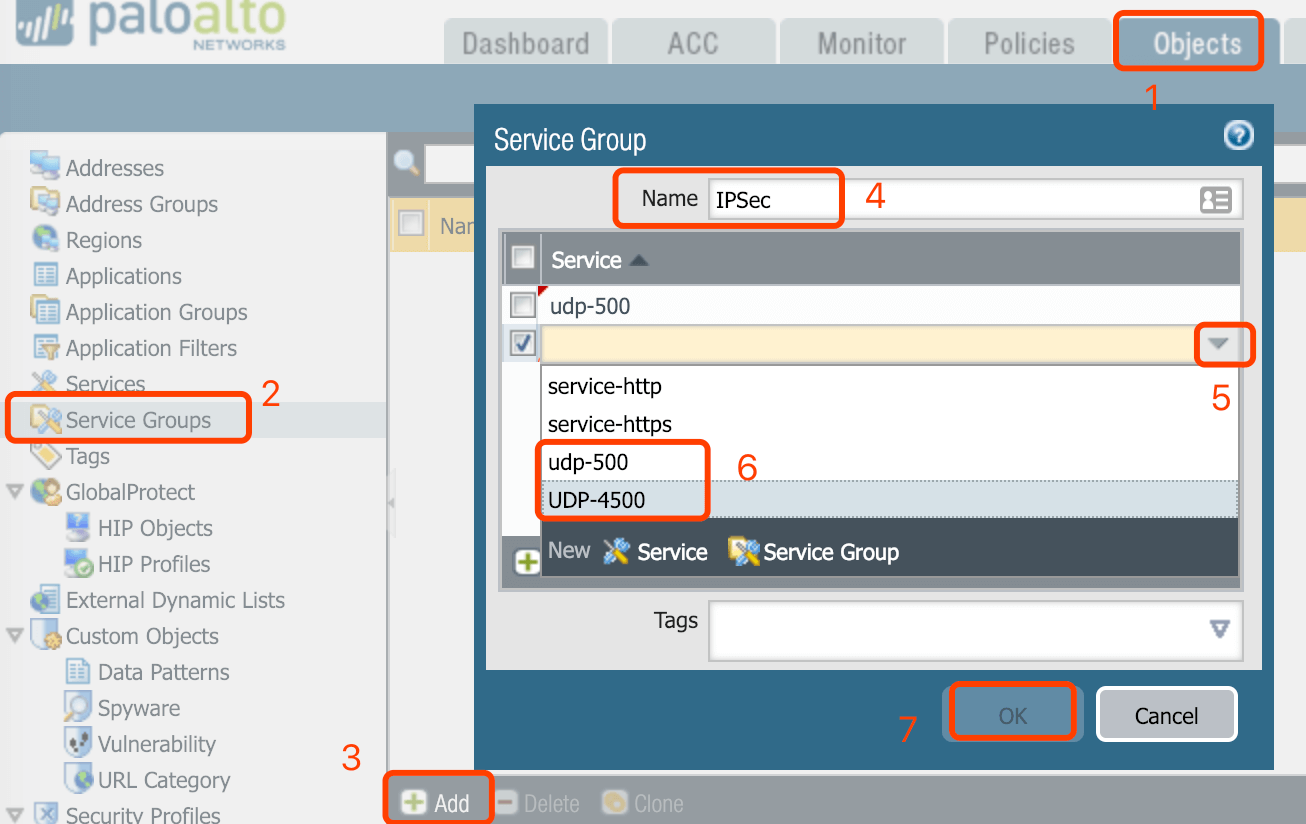 paloalto
NETWORKS
Dashboard
ACC
Monitor
Policies
Objects
1
Service Group
Name
IPSec
4
Service
udp-500
5
service-http
service-https
udp-500
UDP-4500
6
New
Service
Service Group
Tags
7
OK
Cancel
Addresses
Address Groups
Regions
Applications
Application Groups
Application Filters
Services
Service Groups
2
Tags
GlobalProtect
HIP Objects
HIP Profiles
External Dynamic Lists
Custom Objects
Data Patterns
Spyware
Vulnerability
URL Category
Security Profiles
Nar
3
Add
Delete
Clone